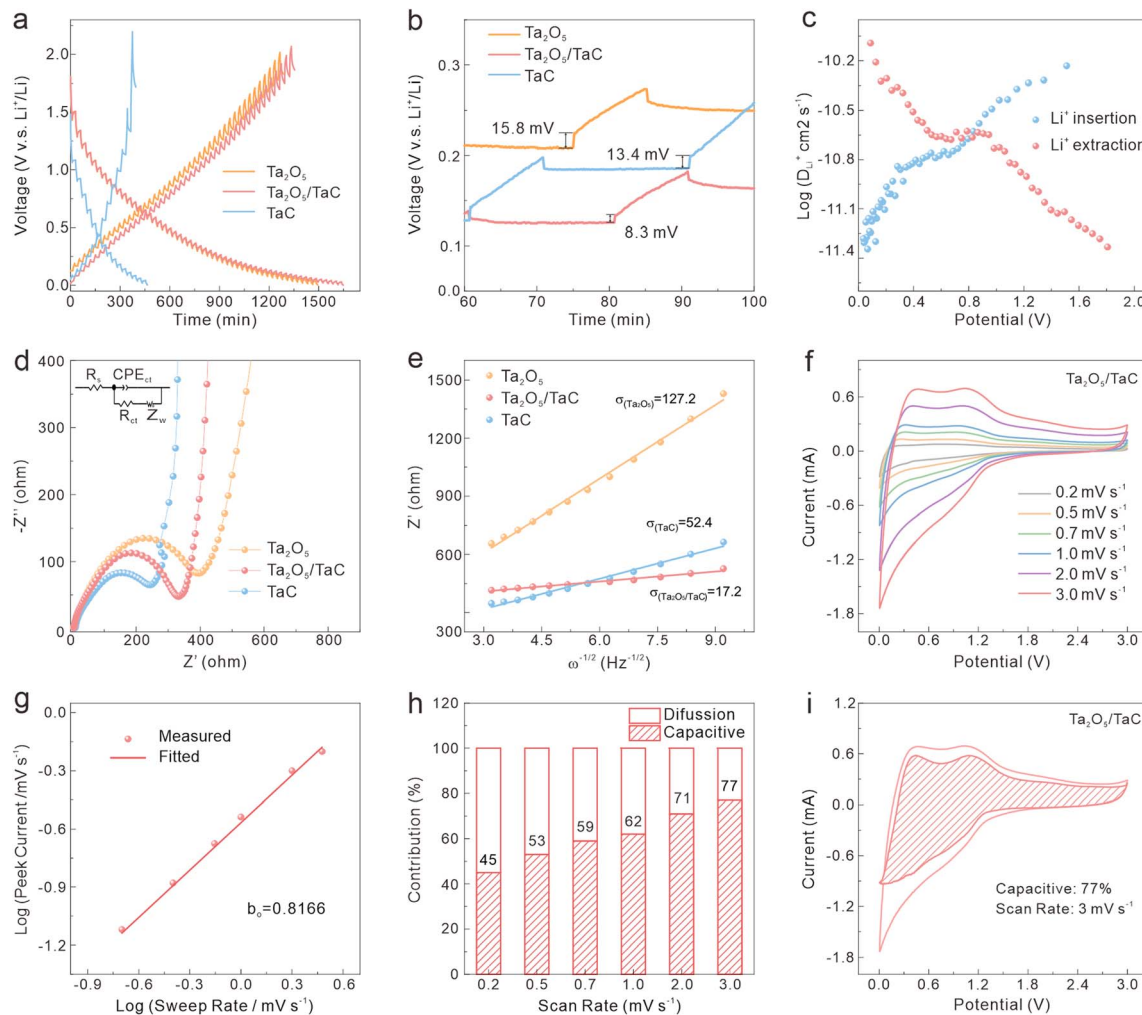 a
Voltage (V v.s. Li⁺/Li)
2.0
1.5
1.0
0.5
0.0
Ta₂O₅
Ta₂O₅/TaC
TaC
0 300 600 900 1200 1500
Time (min)
b
Voltage (V v.s. Li⁺/Li)
0.3
0.2
0.1
0.0
Ta₂O₅
Ta₂O₅/TaC
TaC
15.8 mV
13.4 mV
8.3 mV
60 70 80 90 100
Time (min)
c
Log (D_Li⁺ cm2 s⁻¹)
-10.2
-10.5
-10.8
-11.1
-11.4
Li⁺ insertion
Li⁺ extraction
0.0 0.4 0.8 1.2 1.6 2.0
Potential (V)
d
-Z'' (ohm)
400
300
200
100
0
Rₛ CPE_ct
R_ct Z_w
Ta₂O₅
Ta₂O₅/TaC
TaC
0 100 200 300 400 500 600
Z' (ohm)
e
Z' (ohm)
1500
1200
900
600
300
Ta₂O₅
Ta₂O₅/TaC
TaC
σ(Ta₂O₅)=127.2
σ(TaC)=52.4
σ(Ta₂O₅/TaC)=17.2
3.0 4.5 6.0 7.5 9.0
ω⁻¹/² (Hz⁻¹/²)
f
Ta₂O₅/TaC
Current (mA)
0.6
0.0
-0.6
-1.2
-1.8
0.2 mV s⁻¹
0.5 mV s⁻¹
0.7 mV s⁻¹
1.0 mV s⁻¹
2.0 mV s⁻¹
3.0 mV s⁻¹
0.0 0.6 1.2 1.8 2.4 3.0
Potential (V)
g
Log (Peek Current /mV s⁻¹)
0.0
-0.3
-0.6
-0.9
-1.2
Measured
Fitted
b₀=0.8166
-0.9 -0.6 -0.3 0.0 0.3 0.6
Log (Sweep Rate / mV s⁻¹)
h
Contribution (%)
120
100
80
60
40
20
0
Difussion
Capacitive
45 53 59 62 71 77
0.2 0.5 0.7 1.0 2.0 3.0
Scan Rate (mV s⁻¹)
i
Ta₂O₅/TaC
Current (mA)
1.2
0.6
0.0
-0.6
-1.2
-1.8
Capacitive: 77%
Scan Rate: 3 mV s⁻¹
0.0 0.6 1.2 1.8 2.4 3.0
Potential (V)